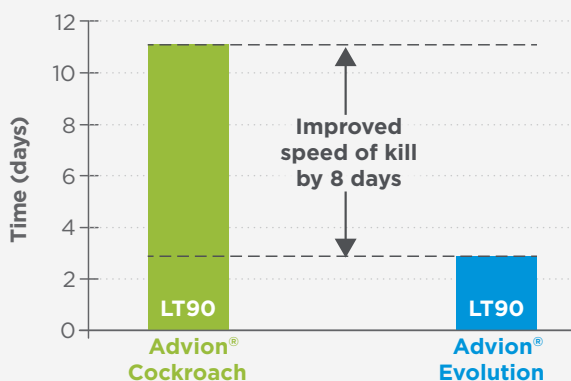 12
10
8
6
4
2
0
Time (days)
Improved
speed of kill
by 8 days
LT90
LT90
Advion®
Cockroach
Advion®
Evolution